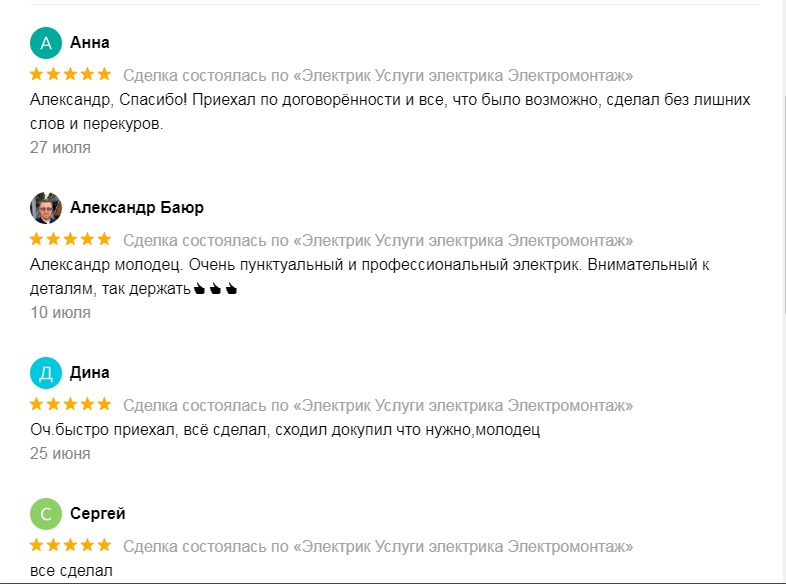 А Анна
Сделка состоялась по «Электрик Услуги электрика Электромонтаж»
Александр, Спасибо! Приехал по договорённости и все, что было возможно, сделал без лишних
слов и перекуров.
27 июля
Александр Баюр
Сделка состоялась по «Электрик Услуги электрика Электромонтаж»
Александр молодец. Очень пунктуальный и профессиональный электрик. Внимательный к
деталям, так держать👍👍👍
10 июля
Д Дина
Сделка состоялась по «Электрик Услуги электрика Электромонтаж»
Оч.быстро приехал, всё сделал, сходил докупил что нужно,молодец
25 июня
С Сергей
Сделка состоялась по «Электрик Услуги электрика Электромонтаж»
все сделал